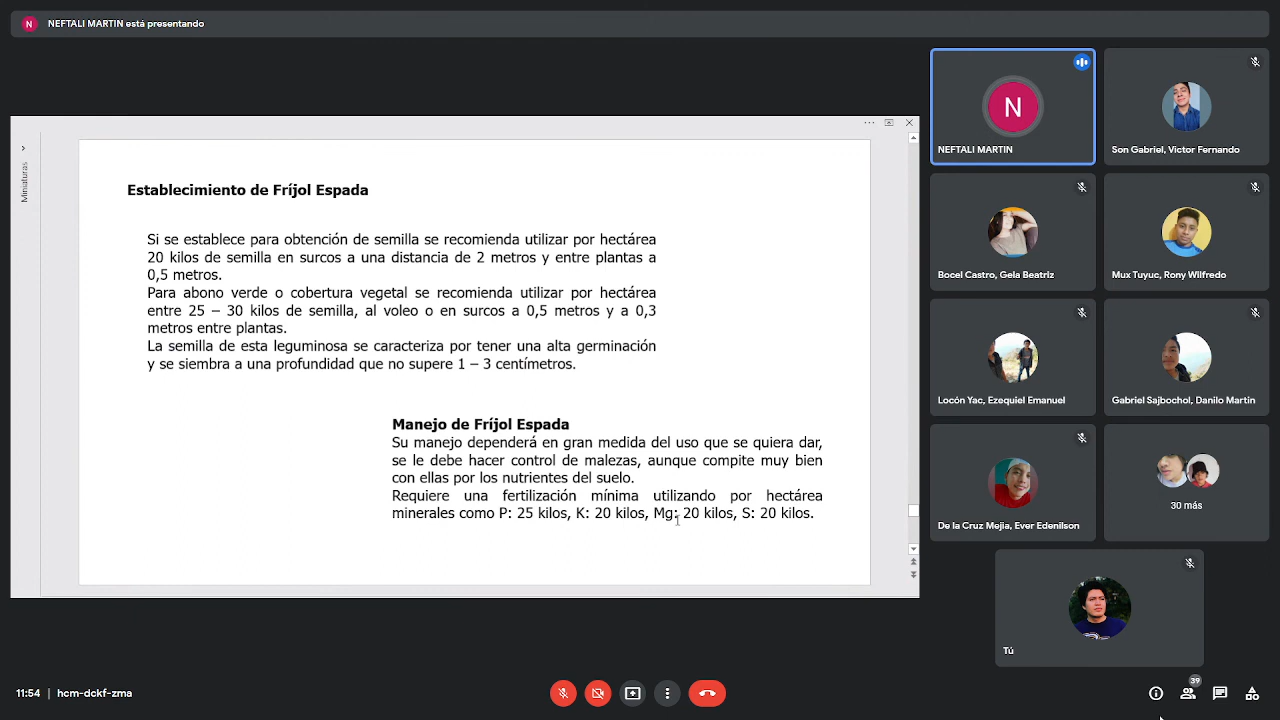 N NEFTALI MARTIN está presentando
Miniaturas
Establecimiento de Fríjol Espada
Si se establece para obtención de semilla se recomienda utilizar por hectárea
20 kilos de semilla en surcos a una distancia de 2 metros y entre plantas a
0,5 metros.
Para abono verde o cobertura vegetal se recomienda utilizar por hectárea
entre 25 – 30 kilos de semilla, al voleo o en surcos a 0,5 metros y a 0,3
metros entre plantas.
La semilla de esta leguminosa se caracteriza por tener una alta germinación
y se siembra a una profundidad que no supere 1 – 3 centímetros.
Manejo de Fríjol Espada
Su manejo dependerá en gran medida del uso que se quiera dar,
se le debe hacer control de malezas, aunque compite muy bien
con ellas por los nutrientes del suelo.
Requiere una fertilización mínima utilizando por hectárea
minerales como P: 25 kilos, K: 20 kilos, Mg: 20 kilos, S: 20 kilos.
N
NEFTALI MARTIN
Son Gabriel, Victor Fernando
Bocel Castro, Gela Beatriz
Mux Tuyuc, Rony Wilfredo
Locón Yac, Ezequiel Emanuel
Gabriel Sajbochol, Danilo Martin
De la Cruz Mejia, Ever Edenilson
30 más
Tú
11:54 | hcm-dckf-zma
39